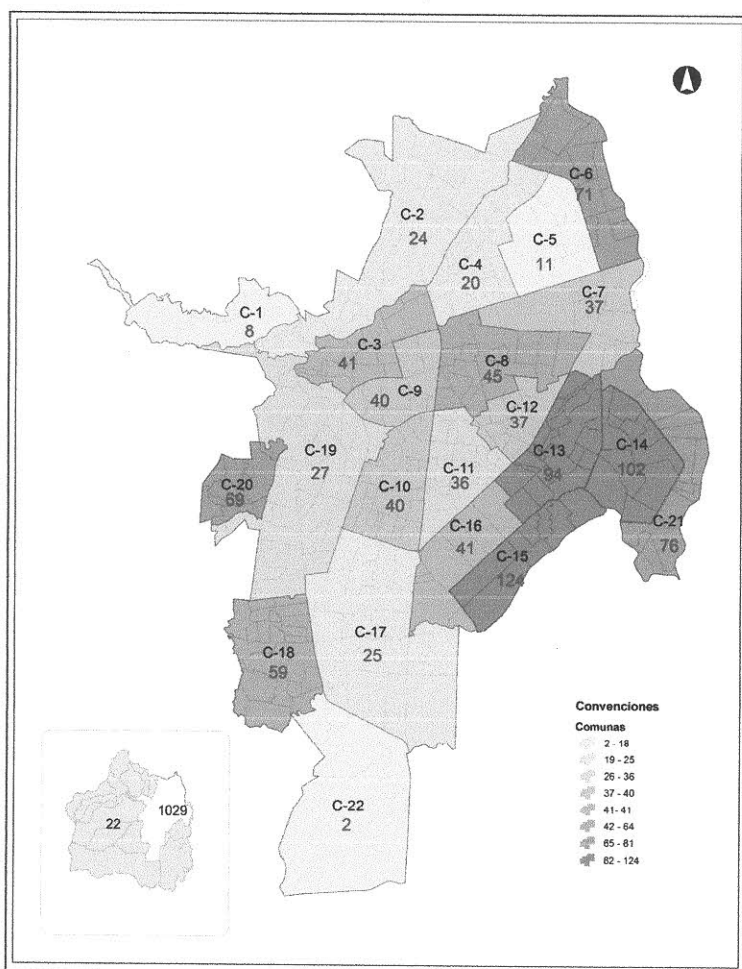 C-6
71
C-2
24
C-5
11
C-4
20
C-7
37
C-1
8
C-3
41
C-8
45
C-9
40
C-12
37
C-13
94
C-14
102
C-19
27
C-11
36
C-20
69
C-10
40
C-16
41
C-21
76
C-15
124
C-17
25
C-18
59
C-22
2
22
1029
Convenciones
Comunas
2 - 18
19 - 25
26 - 36
37 - 40
41- 41
42 - 64
65 - 81
82 - 124